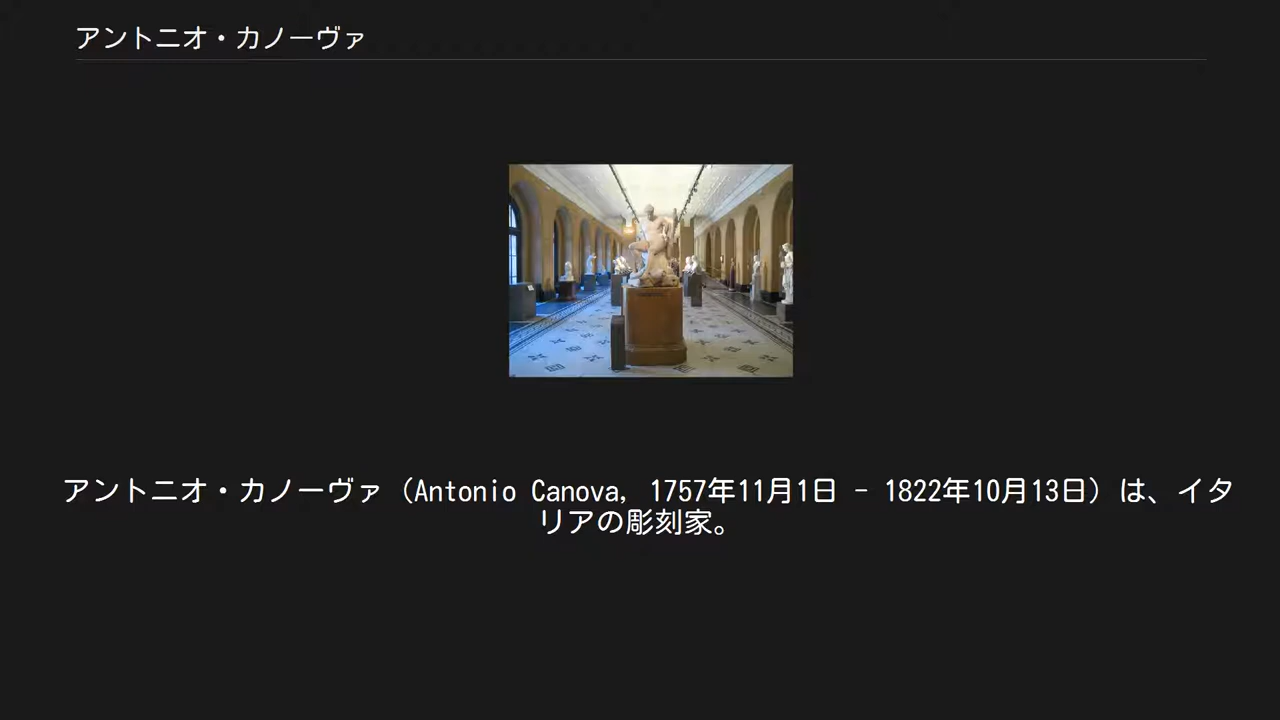 アントニオ・カノーヴァ
アントニオ・カノーヴァ（Antonio Canova, 1757年11月1日 - 1822年10月13日）は、イタ
リアの彫刻家。